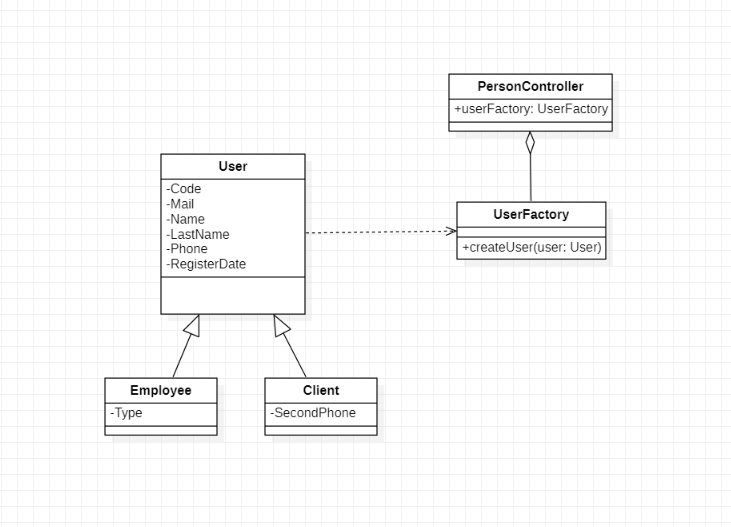 PersonController
+userFactory: UserFactory
User
-Code
-Mail
-Name
-LastName
-Phone
-RegisterDate
UserFactory
+createUser(user: User)
Employee
-Type
Client
-SecondPhone